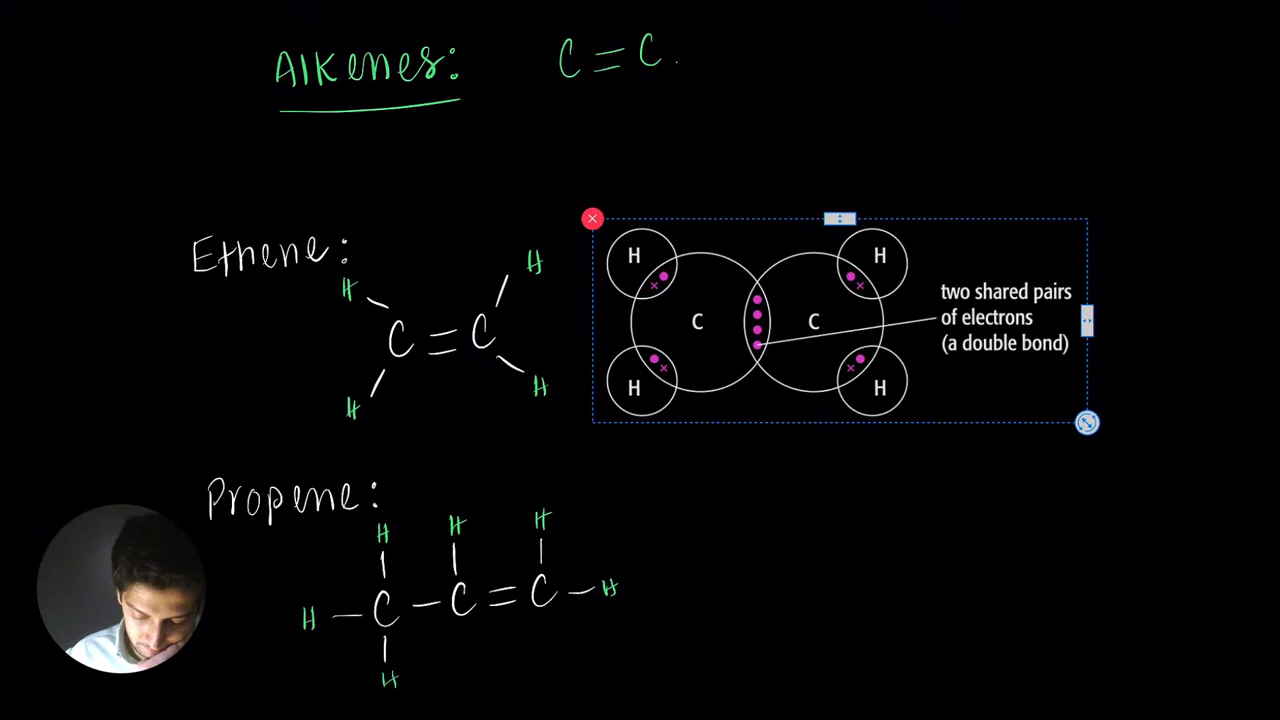 Alkenes: C = C.
Ethene:
H H
C = C
H H
H H
C C
H H
two shared pairs
of electrons
(a double bond)
Propene:
H H H
H - C - C = C - H
H